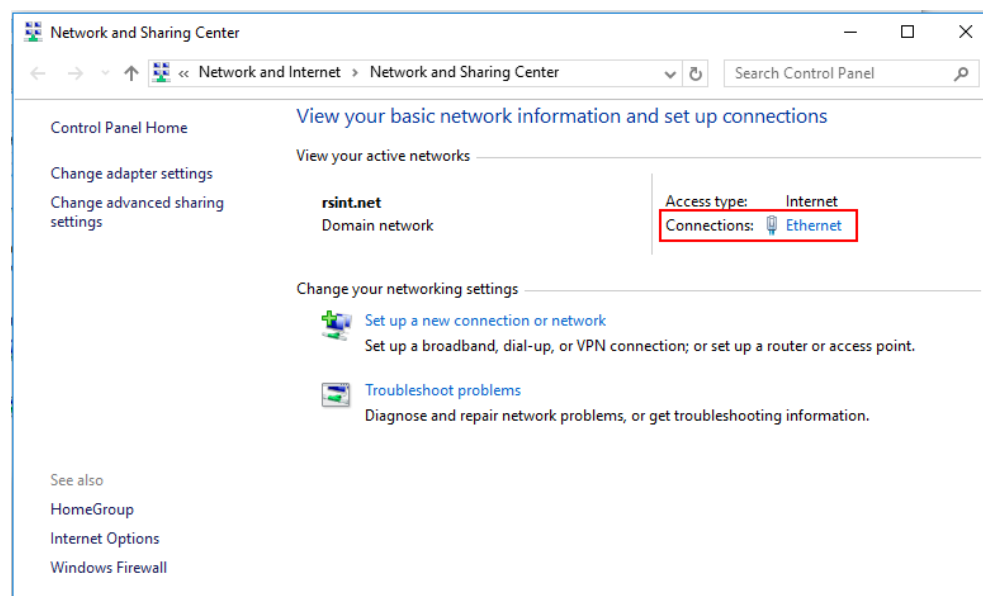 Network and Sharing Center
« Network and Internet > Network and Sharing Center
Search Control Panel
Control Panel Home
Change adapter settings
Change advanced sharing
settings
View your basic network information and set up connections
View your active networks
rsint.net
Domain network
Access type: Internet
Connections: Ethernet
Change your networking settings
Set up a new connection or network
Set up a broadband, dial-up, or VPN connection; or set up a router or access point.
Troubleshoot problems
Diagnose and repair network problems, or get troubleshooting information.
See also
HomeGroup
Internet Options
Windows Firewall